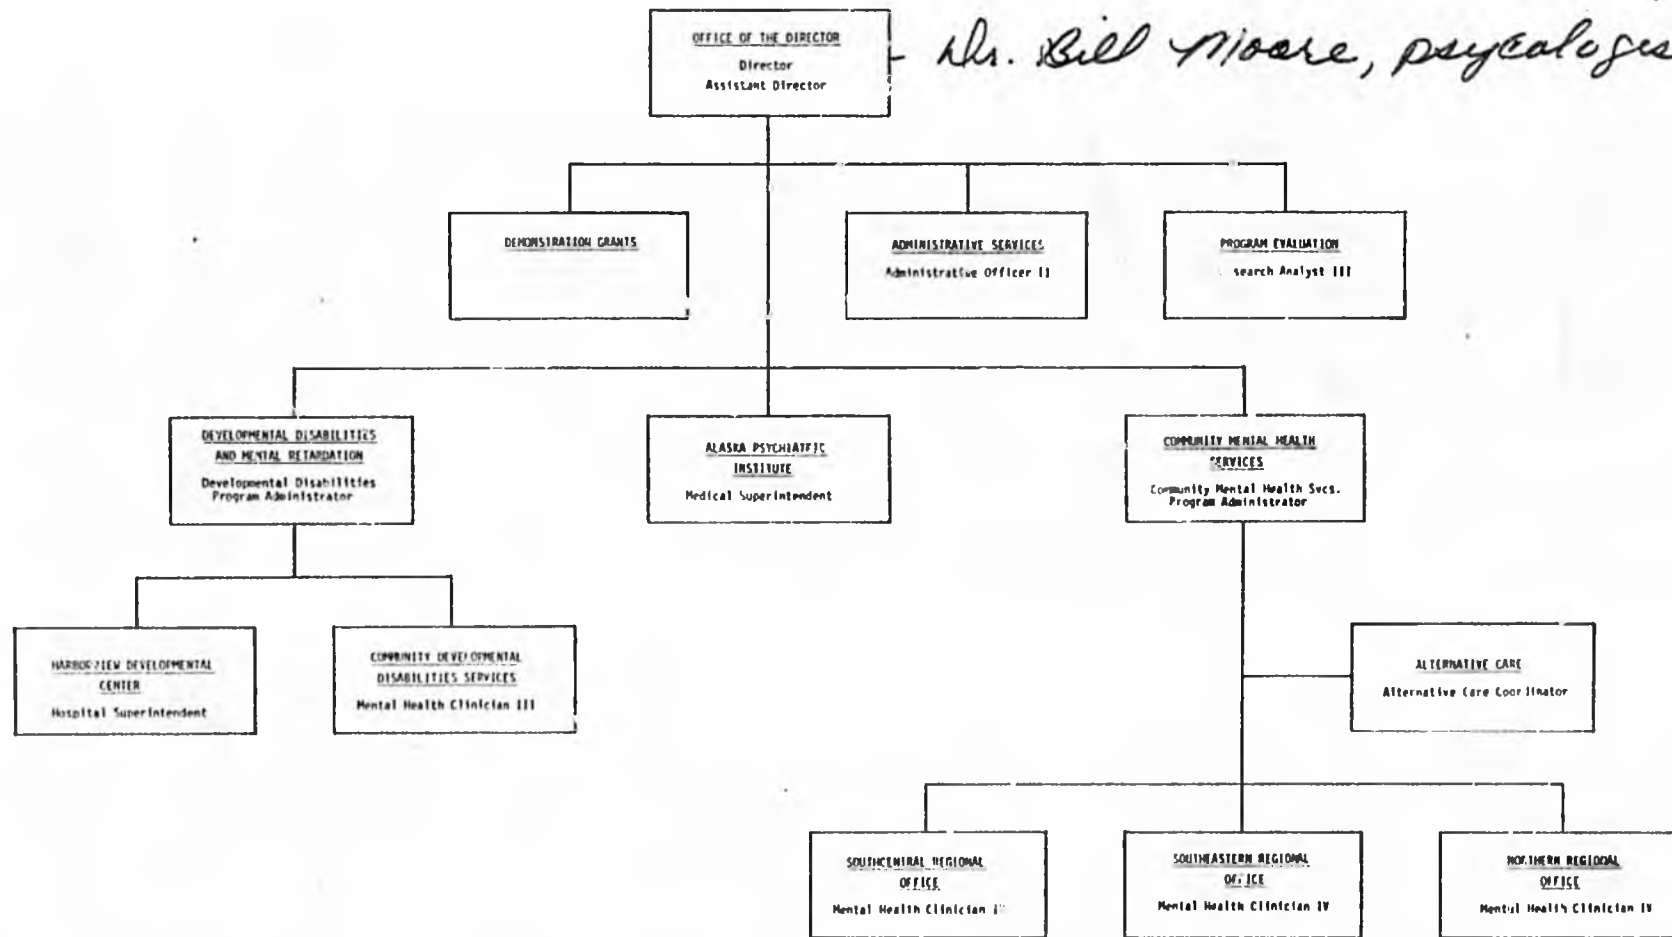 OFFICE OF THE DIRECTOR
Director
Assistant Director
- Dr. Bill Moore,
DEMONSTRATION GRANTS
ADMINISTRATIVE SERVICES
Administrative Officer II
PROGRAM EVALUATION
search Analyst III
DEVELOPMENTAL DISABILITIES
AND MENTAL RETARDATION
Developmental Disabilities
Program Administrator
ALASKA PSYCHIATRIC
INSTITUTE
Medical Superintendent
COMMUNITY MENTAL HEALTH
SERVICES
Community Mental Health Svcs.
Program Administrator
HARBORVIEW DEVELOPMENTAL
CENTER
Hospital Superintendent
COMMUNITY DEVELOPMENTAL
DISABILITIES SERVICES
Mental Health Clinician III
ALTERNATIVE CARE
Alternative Care Coordinator
SOUTHCENTRAL REGIONAL
OFFICE
Mental Health Clinician
SOUTHEASTERN REGIONAL
OFFICE
Mental Health Clinician IV
NORTHERN REGIONAL
OFFICE
Mental Health Clinician IV